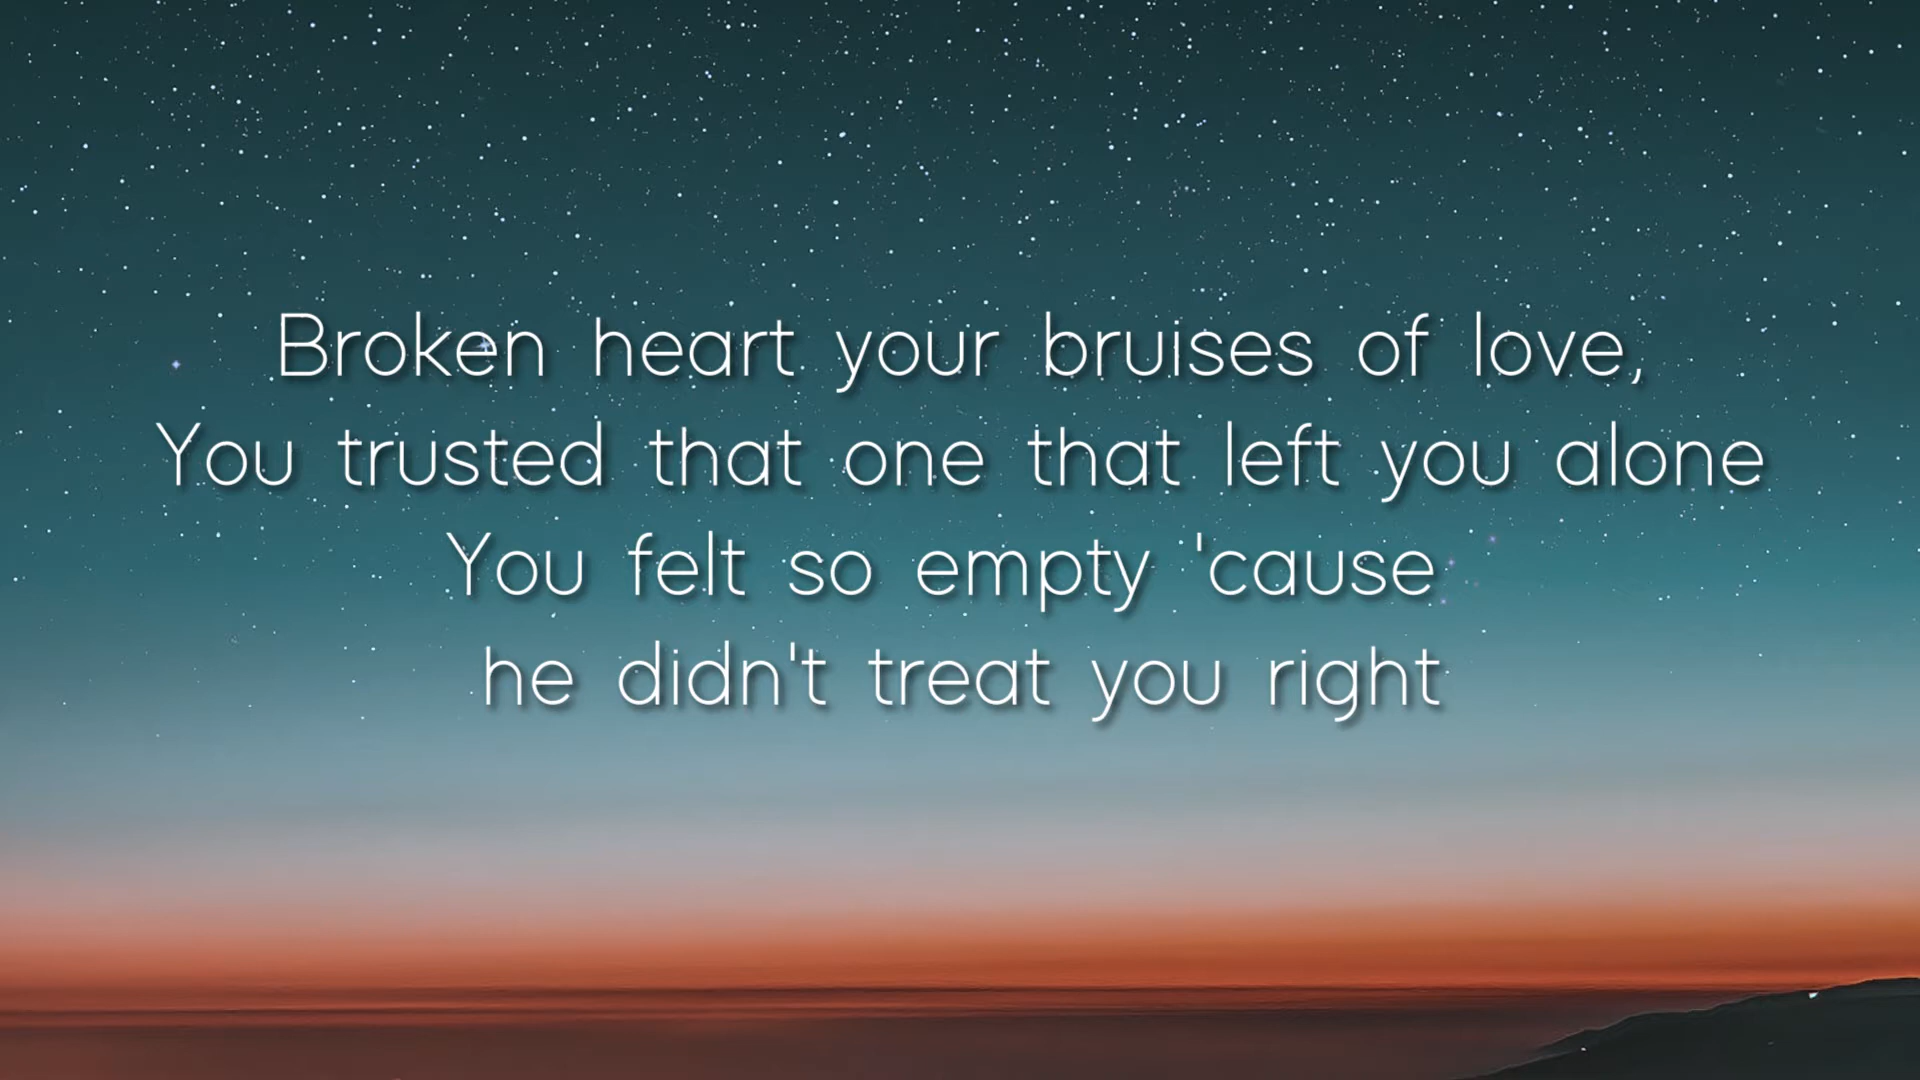 Broken heart your bruises of love,
You trusted that one that left you alone
You felt so empty 'cause
he didn't treat you right